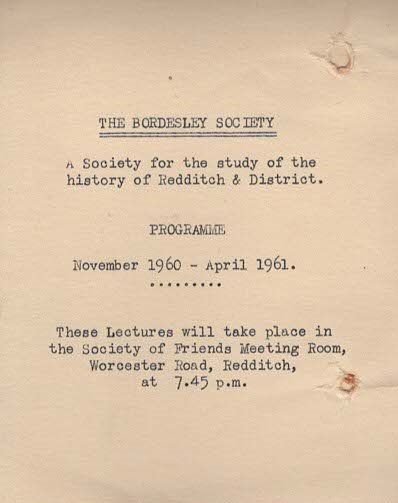 THE BORDESLEY SOCIETY
A Society for the study of the
history of Redditch & District.
PROGRAMME
November 1960 - April 1961.
.........
These Lectures will take place in
the Society of Friends Meeting Room,
Worcester Road, Redditch,
at 7.45 p.m.